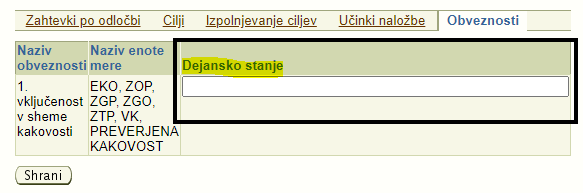 Zahtevki po odločbi Cilji Izpolnjevanje ciljev Učinki naložbe Obveznosti
Naziv obveznosti
Naziv enote mere
Dejansko stanje
1.
vključenost
v sheme
kakovosti
EKO, ZOP,
ZGP, ZGO,
ZTP, VK,
PREVERJENA
KAKOVOST
Shrani